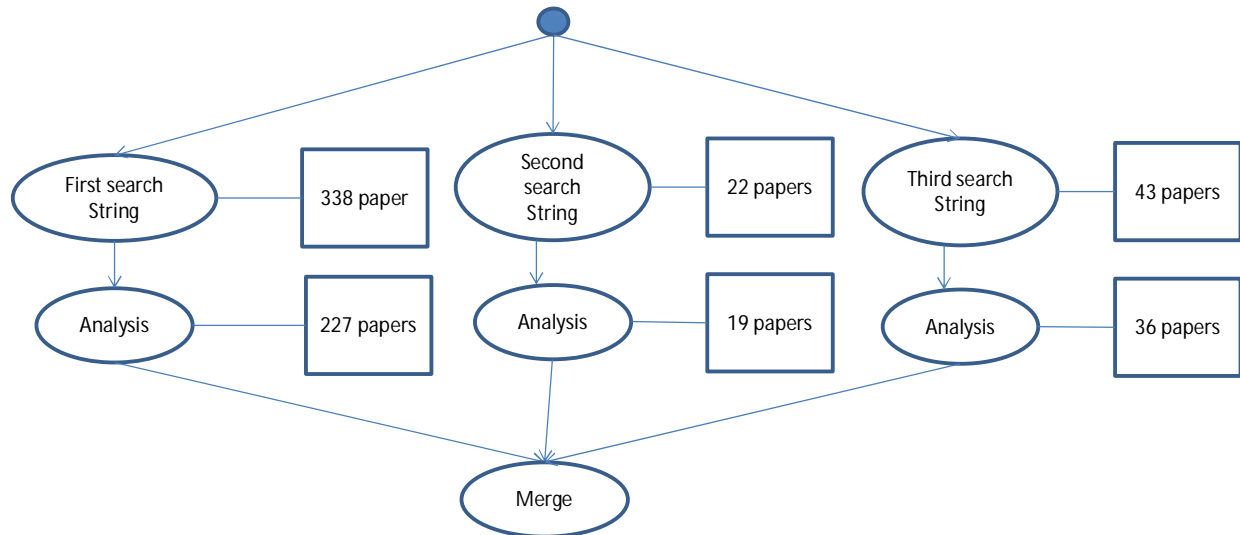 First search
String
338 paper
Second
search
String
22 papers
Third search
String
43 papers
Analysis
227 papers
Analysis
19 papers
Analysis
36 papers
Merge